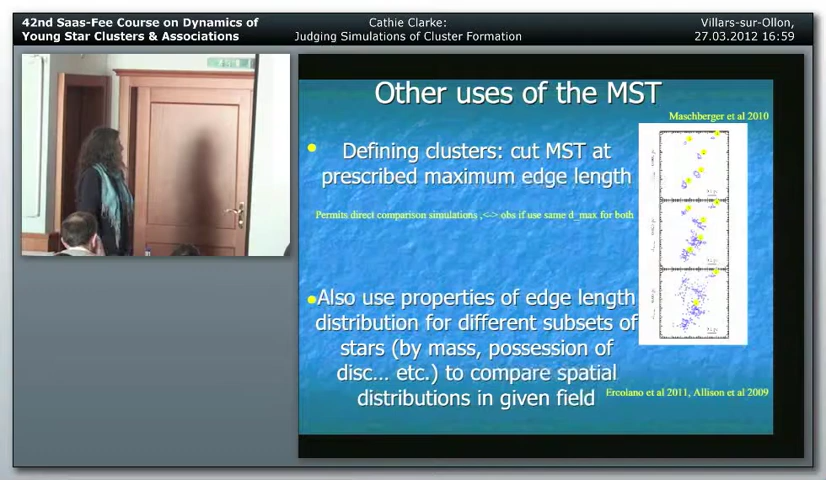 42nd Saas-Fee Course on Dynamics of
Young Star Clusters & Associations
Cathie Clarke:
Judging Simulations of Cluster Formation
Villars-sur-Ollon,
27.03.2012 16:59
Other uses of the MST
Maschberger et al 2010
• Defining clusters: cut MST at
prescribed maximum edge length
Permits direct comparison simulations ,<-> obs if use same d_max for both
•Also use properties of edge length
distribution for different subsets of
stars (by mass, possession of
disc... etc.) to compare spatial
distributions in given field
Ercolano et al 2011, Allison et al 2009